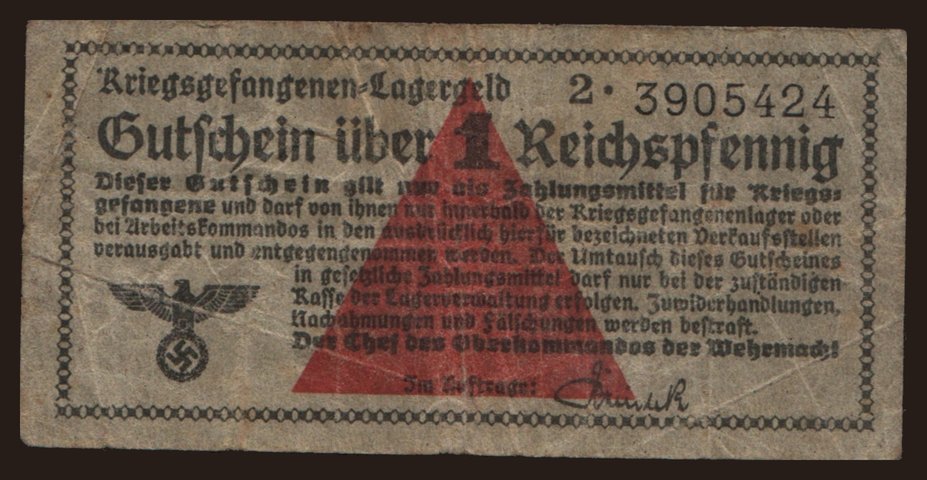 Kriegsgefangenen-Lagergeld 2 · 3905424
Gutschein über 1 Reichspfennig
Dieser Gutschein gilt nur als Zahlungsmittel für Kriegs-
gefangene und darf von ihnen nur innerhalb der Kriegsgefangenenlager oder
bei Arbeitskommandos in den ausdrücklich hierfür bezeichneten Verkaufsstellen
verausgabt und entgegengenommen werden. Der Umtausch dieses Gutscheines
in gesetzliche Zahlungsmittel darf nur bei der zuständigen
Kasse der Lagerverwaltung erfolgen. Zuwiderhandlungen,
Nachahmungen und Fälschungen werden bestraft.
Der Chef des Oberkommandos der Wehrmacht
Im Auftrage: